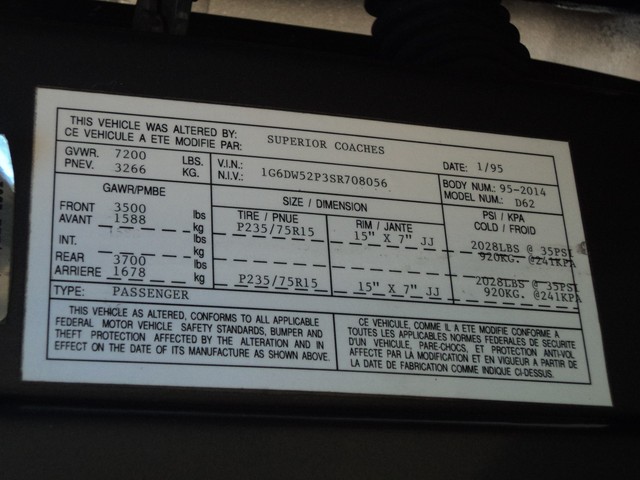 THIS VEHICLE WAS ALTERED BY: SUPERIOR COACHES DATE: 1/95
CE VEHICULE A ETE MODIFIE PAR:
GVWR. 7200 LBS. V.I.N.: 1G6DW52P3SR708056 BODY NUM.: 95-2014
PNEV. 3266 KG. N.I.V.: MODEL NUM.: D62
GAWR/PMBE SIZE / DIMENSION PSI / KPA
TIRE / PNUE RIM / JANTE COLD / FROID
FRONT 3500 lbs P235/75R15 15" X 7" JJ 2028LBS @ 35PSI
AVANT 1588 kg 920KG. @241KPA
INT. lbs
kg
REAR 3700 lbs P235/75R15 15" X 7" JJ 2028LBS @ 35PSI
ARRIERE 1678 kg 920KG. @241KPA
TYPE: PASSENGER
THIS VEHICLE AS ALTERED, CONFORMS TO ALL APPLICABLE
FEDERAL MOTOR VEHICLE SAFETY STANDARDS, BUMPER AND
THEFT PROTECTION AFFECTED BY THE ALTERATION AND IN
EFFECT ON THE DATE OF ITS MANUFACTURE AS SHOWN ABOVE.
CE VEHICULE, COMME IL A ETE MODIFIE CONFORME A
TOUTES LES APPLICABLES NORMES FEDERALES DE SECURITE
D'UN VEHICULE, PARE-CHOCS, ET PROTECTION ANTI-VOL
AFFECTE PAR LA MODIFICATION ET EN VIGUEUR A PARTIR DE
LA DATE DE FABRICATION COMME INDIQUE CI-DESSUS.